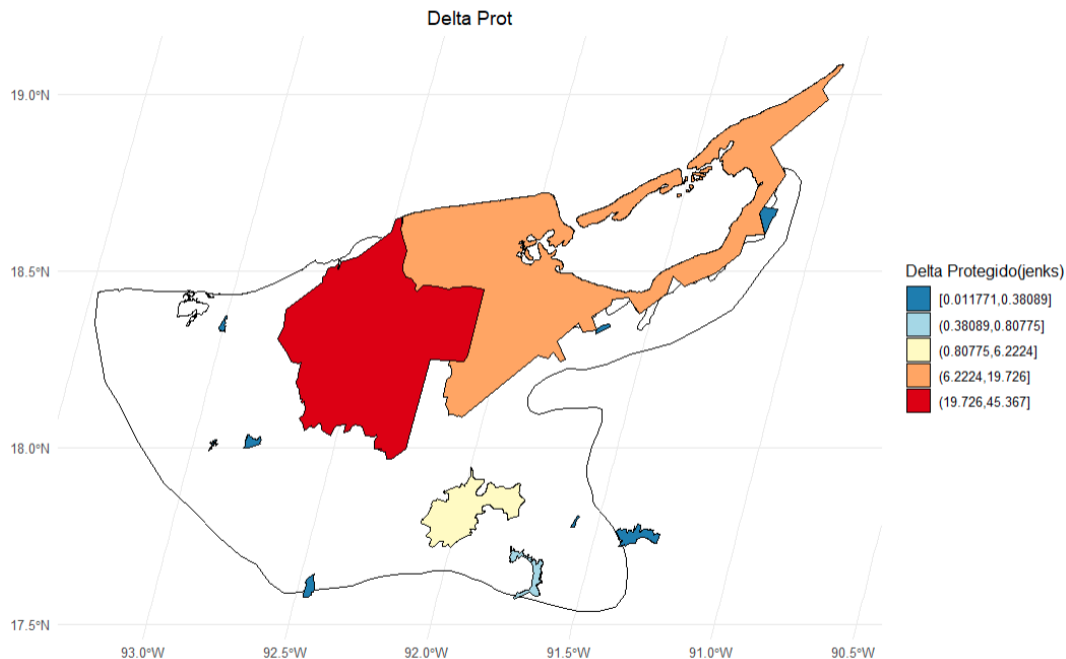 Delta Prot
19.0°N
18.5°N
18.0°N
17.5°N
93.0°W
92.5°W
92.0°W
91.5°W
91.0°W
90.5°W
Delta Protegido(jenks)
[0.011771,0.38089]
(0.38089,0.80775]
(0.80775,6.2224]
(6.2224,19.726]
(19.726,45.367]